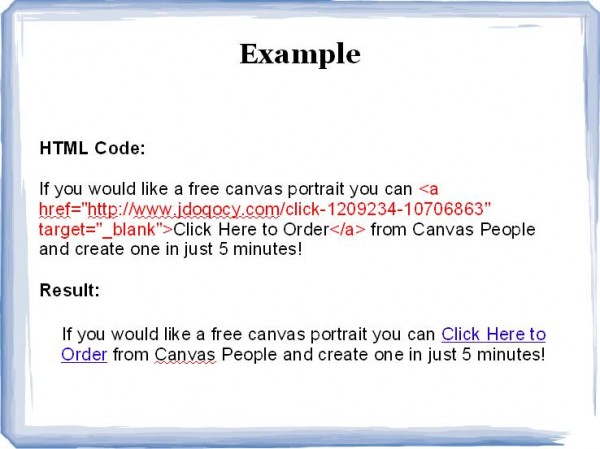 Example
HTML Code:
If you would like a free canvas portrait you can <a
href="http://www.jdoqocy.com/click-1209234-10706863"
target="_blank">Click Here to Order</a> from Canvas People
and create one in just 5 minutes!
Result:
If you would like a free canvas portrait you can Click Here to
Order from Canvas People and create one in just 5 minutes!